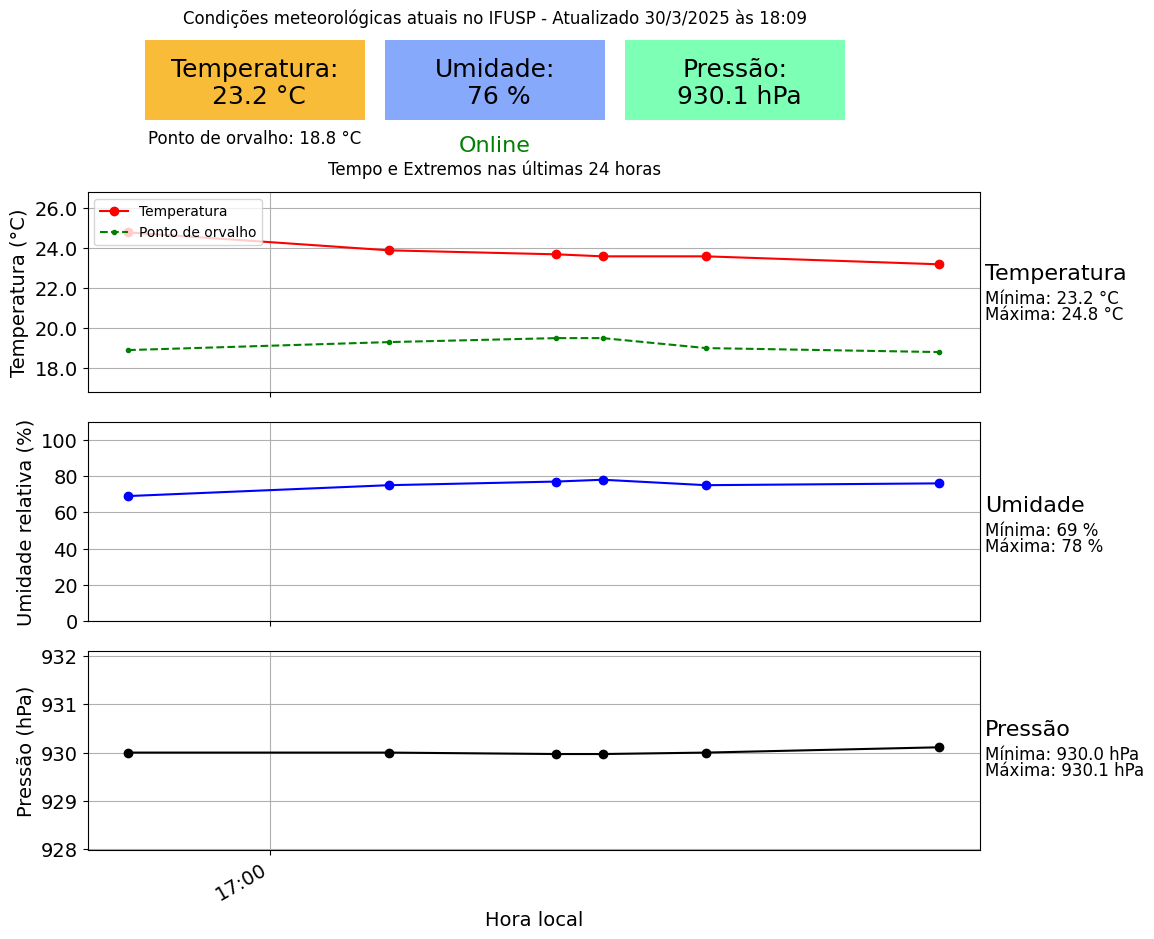 Condições meteorológicas atuais no IFUSP - Atualizado 30/3/2025 às 18:09
Temperatura:
23.2 °C
Umidade:
76 %
Pressão:
930.1 hPa
Ponto de orvalho: 18.8 °C
Online
Tempo e Extremos nas últimas 24 horas
Temperatura (°C)
26.0
24.0
22.0
20.0
18.0
Temperatura
Ponto de orvalho
Temperatura
Mínima: 23.2 °C
Máxima: 24.8 °C
Umidade relativa (%)
100
80
60
40
20
0
Umidade
Mínima: 69 %
Máxima: 78 %
Pressão (hPa)
932
931
930
929
928
Pressão
Mínima: 930.0 hPa
Máxima: 930.1 hPa
17:00
Hora local